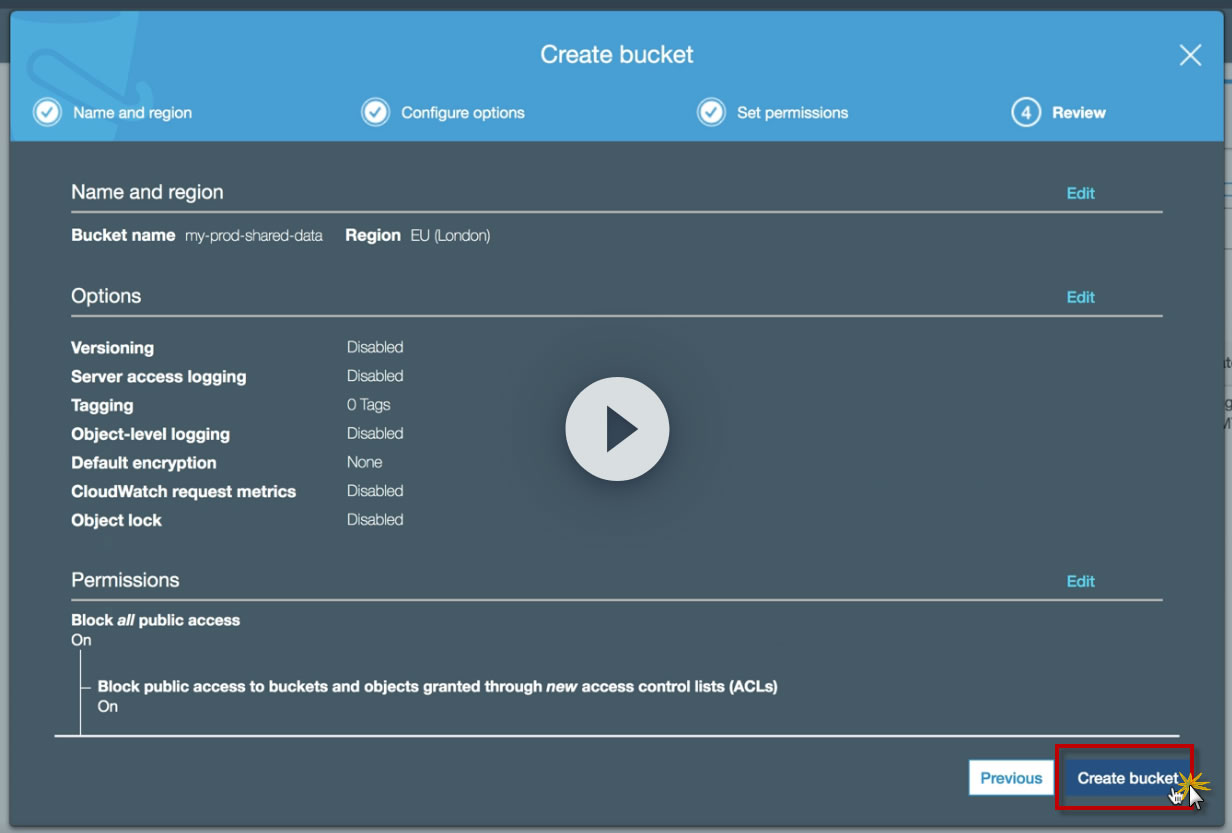 Create bucket
Name and region
Configure options
Set permissions
4 Review
Name and region Edit
Bucket name my-prod-shared-data Region EU (London)
Options Edit
Versioning Disabled
Server access logging Disabled
Tagging 0 Tags
Object-level logging Disabled
Default encryption None
CloudWatch request metrics Disabled
Object lock Disabled
Permissions Edit
Block all public access
On
Block public access to buckets and objects granted through new access control lists (ACLs)
On
Previous Create bucket